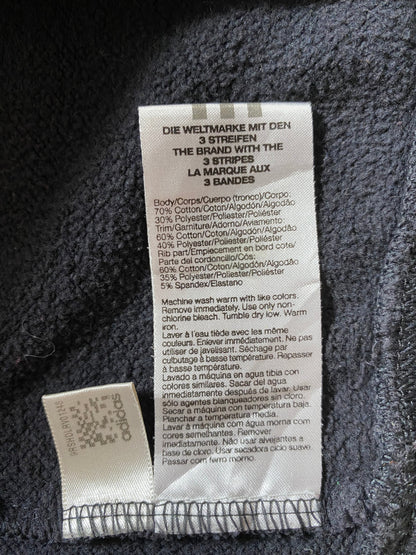 DIE WELTMARKE MIT DEN
3 STREIFEN
THE BRAND WITH THE
3 STRIPES
LA MARQUE AUX
3 BANDES
Body/Corps/Cuerpo (tronco)/Corpo:
70% Cotton/Coton/Algodón/Algodão
30% Polyester/Polyester/Poliéster
Trim/Garniture/Adorno/Aviamento:
60% Cotton/Coton/Algodón/Algodão
40% Polyester/Polyester/Poliéster
Rib part/Empiecement en bord cote/
Parte del cordoncillo/Cós:
60% Cotton/Coton/Algodón/Algodão
35% Polyester/Polyester/Poliéster
5% Spandex/Elastano
Machine wash warm with like colors.
Remove immediately. Use only non-
chlorine bleach. Tumble dry low. Warm
iron.
Laver à l'eau tiède avec les même
couleurs. Enlever immédiatement. Ne pas
utiliser de javelisant. Séchage par
culbutage à basse température. Repasser
à basse température.
Lavado a máquina en agua tibia con
colores similares. Sacar del agua
inmediatamente después de lavar. Usar
sólo agentes blanqueadores sin cloro.
Secar a máquina con temperatura baja.
Planchar a temperatura media.
Lavar à máquina com água morna com
cores semelhantes. Remover
imediatamente. Não usar alvejante a
base de cloro. Usar secadora ciclo suave.
Passar com ferro morno.
adidas